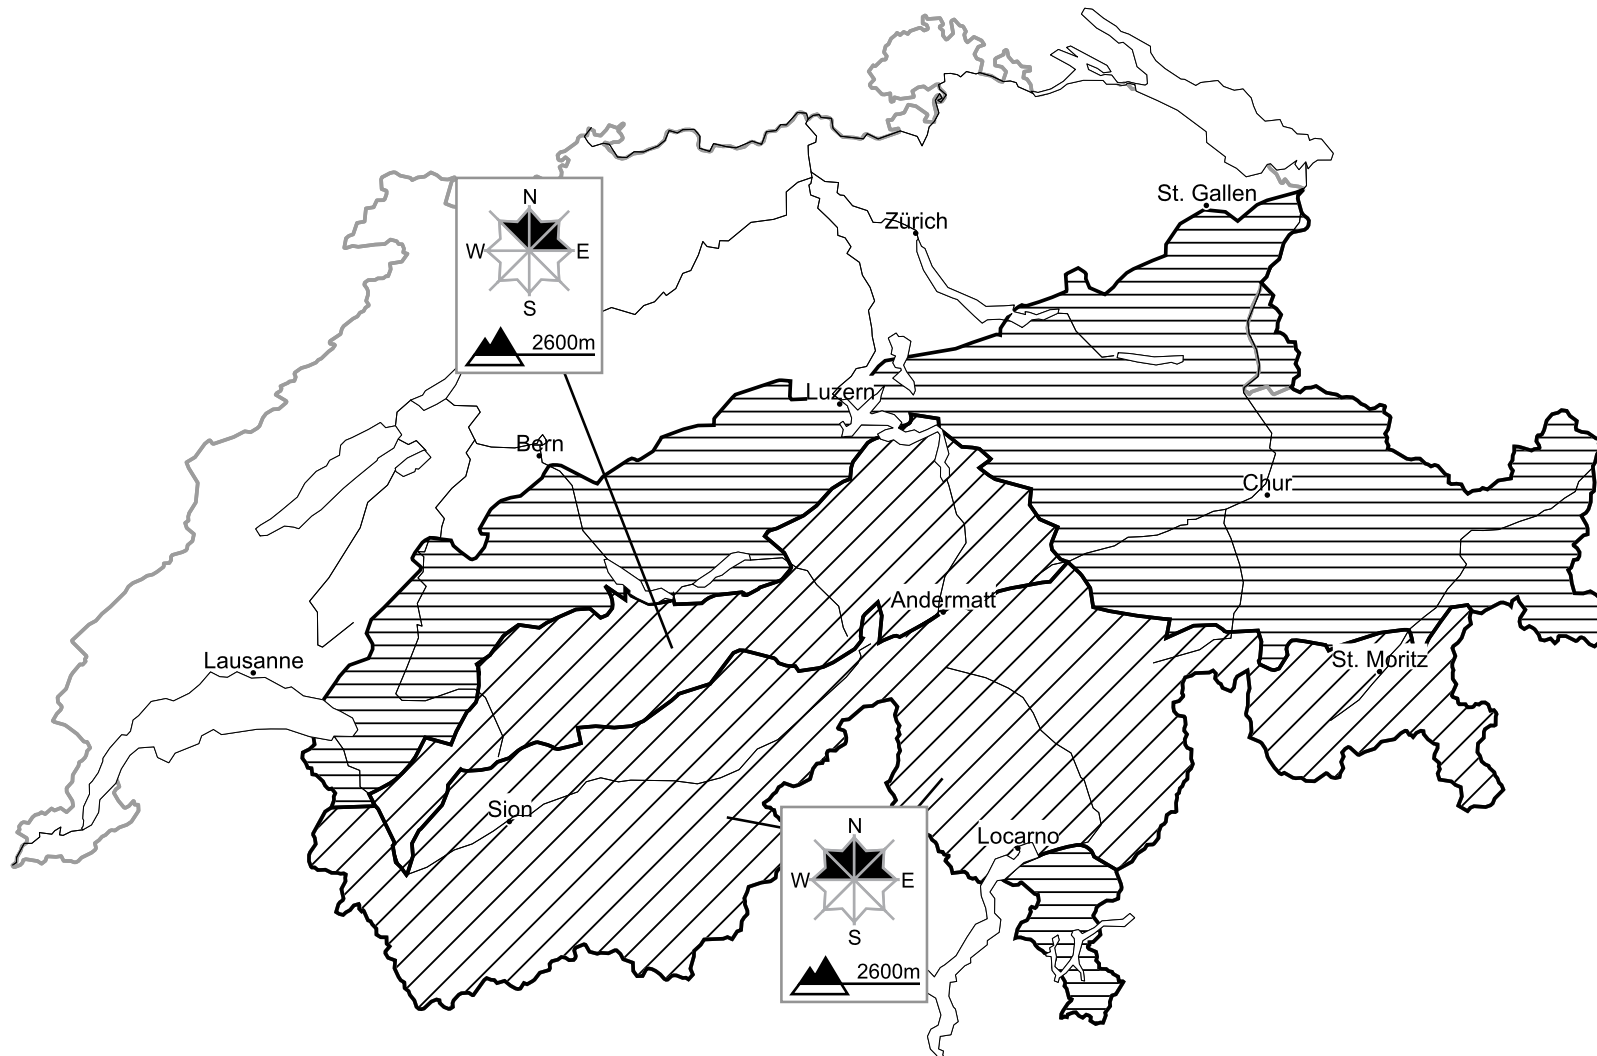 St. Gallen
Zürich
N
W E
S
2600m
Luzern
Bern
Chur
Andermatt
Lausanne
St. Moritz
Sion
N
W E
S
2600m
Locarno